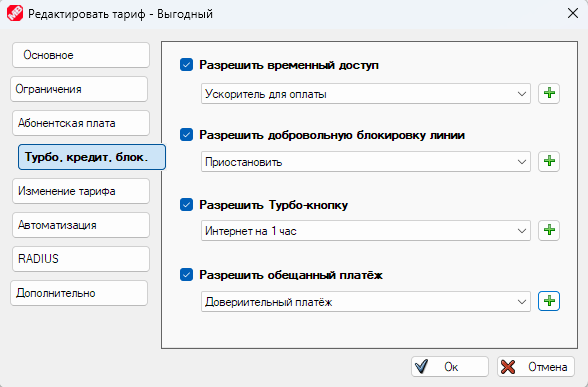 Редактировать тариф - Выгодный
Основное
Ограничения
Абонентская плата
Турбо, кредит, блок.
Изменение тарифа
Автоматизация
RADIUS
Дополнительно
Разрешить временный доступ
Ускоритель для оплаты
Разрешить добровольную блокировку линии
Приостановить
Разрешить Турбо-кнопку
Интернет на 1 час
Разрешить обещанный платёж
Довериительный платёж
Ок
Отмена